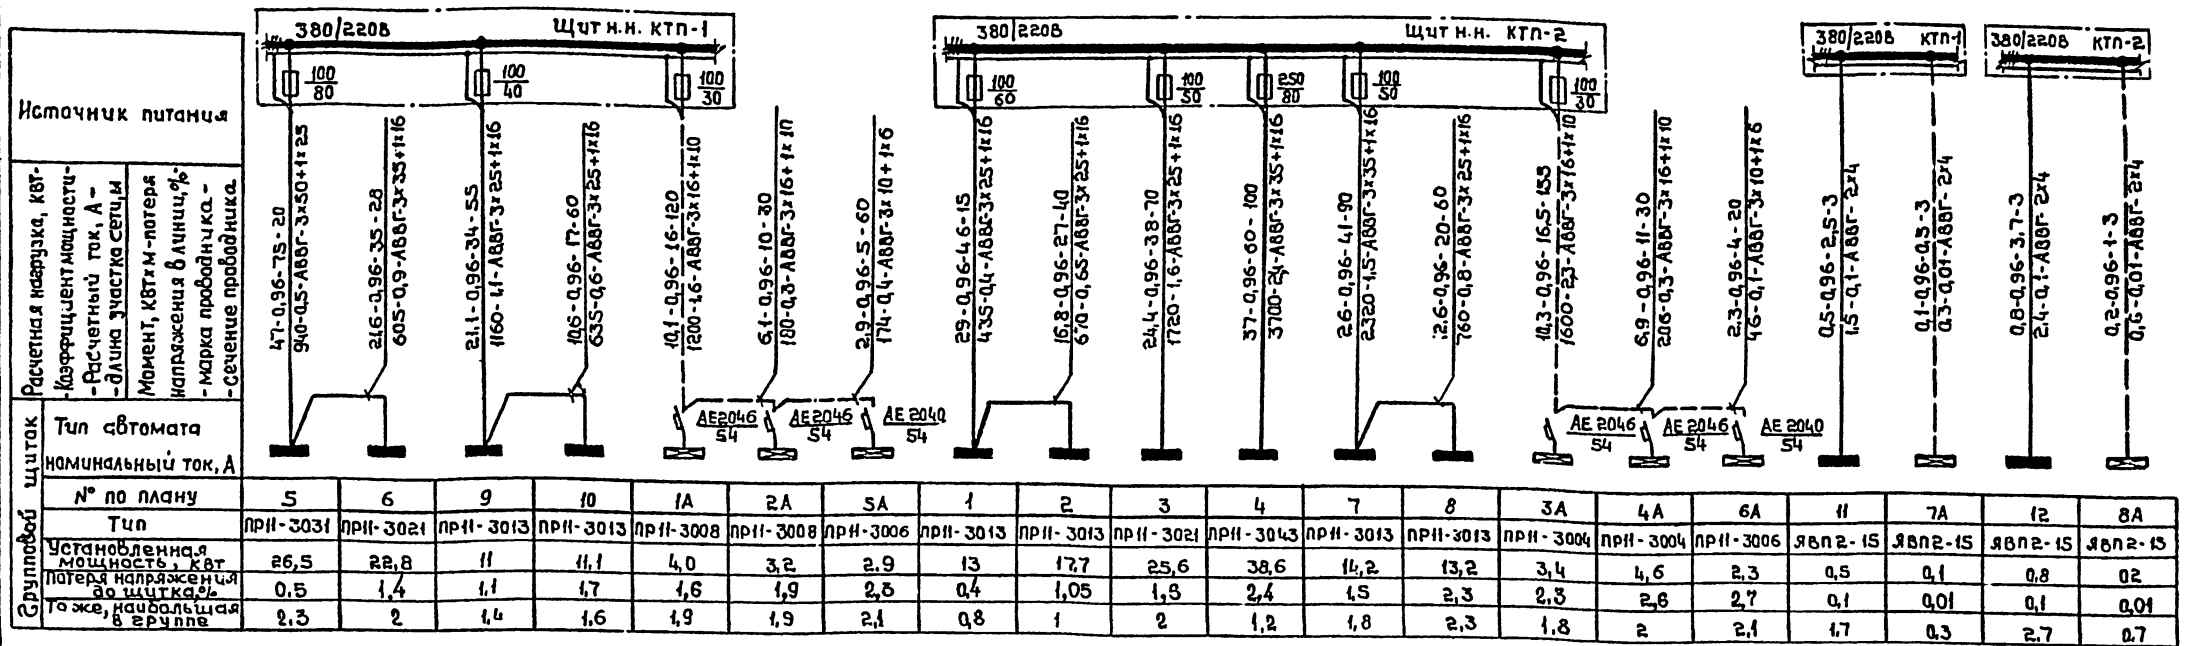 380/220В Щит н.н. КТП-1
380/220В Щит н.н. КТП-2
380/220В КТП-1
380/220В КТП-2
100/80
100/40
100/30
100/60
100/50
250/80
100/50
100/30
Источник питания
Расчетная нагрузка, кВт-
-Коэффициент мощности-
-Расчетный ток, А-
-длина участка сети, м
Момент, кВт×м-потеря
напряжения в линии, %-
-марка проводника-
-сечение проводника
47-0,96-75-20
940-0,5-АВВГ-3×50+1×25
21,6-0,96-35-28
605-0,9-АВВГ-3×35+1×16
21,1-0,96-34-55
1160-1,1-АВВГ-3×25+1×16
10,6-0,96-17-60
635-0,6-АВВГ-3×25+1×16
10,1-0,96-16-120
1200-1,6-АВВГ-3×16+1×10
6,1-0,96-10-30
180-0,3-АВВГ-3×16+1×10
2,9-0,96-5-60
174-0,4-АВВГ-3×10+1×6
29-0,96-46-15
435-0,4-АВВГ-3×25+1×16
16,8-0,96-27-40
670-0,65-АВВГ-3×25+1×16
24,4-0,96-38-70
1720-1,6-АВВГ-3×25+1×16
37-0,96-60-100
3700-2,4-АВВГ-3×35+1×16
26-0,96-41-90
2320-1,5-АВВГ-3×35+1×16
12,6-0,96-20-60
760-0,8-АВВГ-3×25+1×16
10,3-0,96-16,5-155
1600-2,3-АВВГ-3×16+1×10
6,9-0,96-11-30
206-0,3-АВВГ-3×16+1×10
2,3-0,96-4-20
46-0,1-АВВГ-3×10+1×6
0,5-0,96-2,5-3
1,5-0,1-АВВГ-2×4
0,1-0,96-0,5-3
0,3-0,01-АВВГ-2×4
0,8-0,96-3,7-3
2,4-0,1-АВВГ-2×4
0,2-0,96-1-3
0,6-0,01-АВВГ-2×4
Групповой щиток
Тип автомата
номинальный ток, А
АЕ2046/54
АЕ2046/54
АЕ2040/54
АЕ2046/54
АЕ2046/54
АЕ2040/54
№ по плану 5 6 9 10 1А 2А 5А 1 2 3 4 7 8 3А 4А 6А 11 7А 12 8А
Тип ПР11-3031 ПР11-3021 ПР11-3013 ПР11-3013 ПР11-3008 ПР11-3008 ПР11-3006 ПР11-3013 ПР11-3013 ПР11-3021 ПР11-3043 ПР11-3013 ПР11-3013 ПР11-3004 ПР11-3004 ПР11-3006 ЯВП2-15 ЯВП2-15 ЯВП2-15 ЯВП2-15
Установленная
мощность, кВт 26,5 22,8 11 11,1 4,0 3,2 2,9 13 17,7 25,6 38,6 14,2 13,2 3,4 4,6 2,3 0,5 0,1 0,8 02
Потеря напряжения
до щитка, % 0,5 1,4 1,1 1,7 1,6 1,9 2,3 0,4 1,05 1,6 2,4 1,5 2,3 2,3 2,6 2,7 0,1 0,01 0,1 0,01
То же, наибольшая
в группе 2,3 2 1,4 1,6 1,9 1,9 2,1 0,8 1 2 1,2 1,8 2,3 1,8 2 2,1 1,7 0,3 2,7 0,7